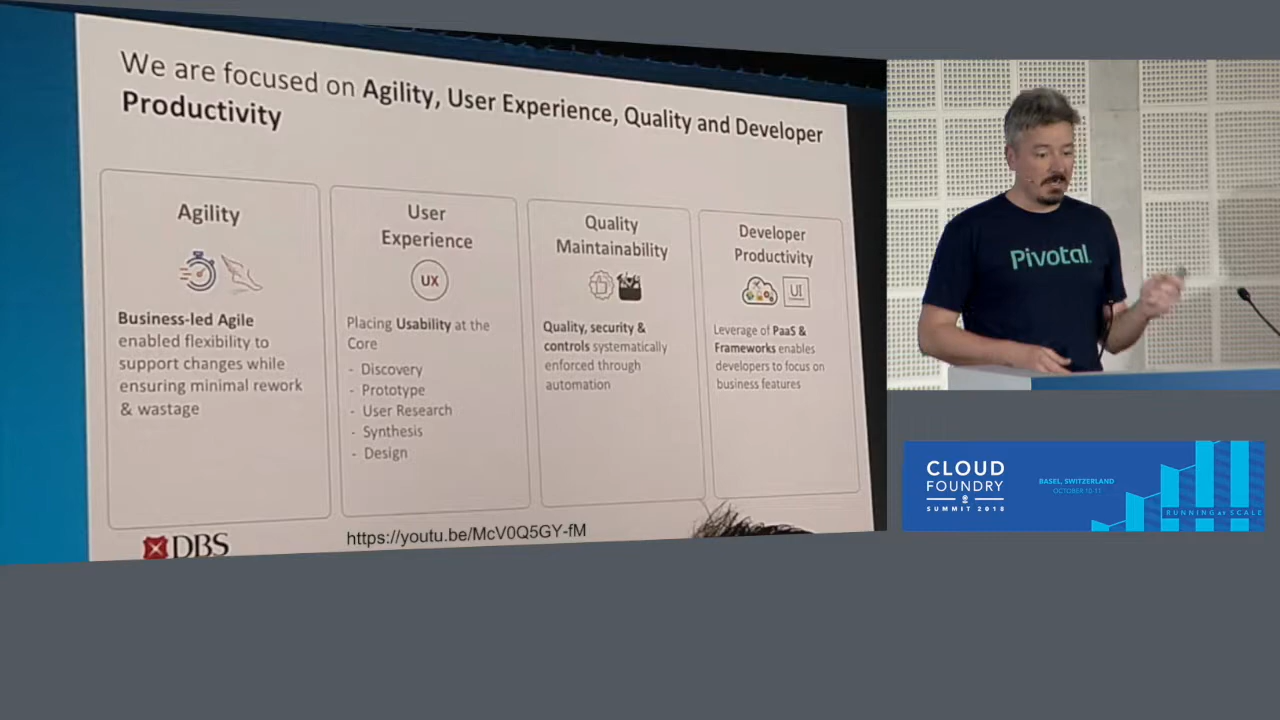 We are focused on Agility, User Experience, Quality and Developer
Productivity
Agility
Business-led Agile
enabled flexibility to
support changes while
ensuring minimal rework
& wastage
User
Experience
UX
Placing Usability at the
Core
- Discovery
- Prototype
- User Research
- Synthesis
- Design
Quality
Maintainability
Quality, security &
controls systematically
enforced through
automation
Developer
Productivity
UI
Leverage of PaaS &
Frameworks enables
developers to focus on
business features
DBS
https://youtu.be/McV0Q5GY-fM
Pivotal
CLOUD
FOUNDRY
SUMMIT 2018
BASEL, SWITZERLAND
OCTOBER 10-11
RUNNING at SCALE